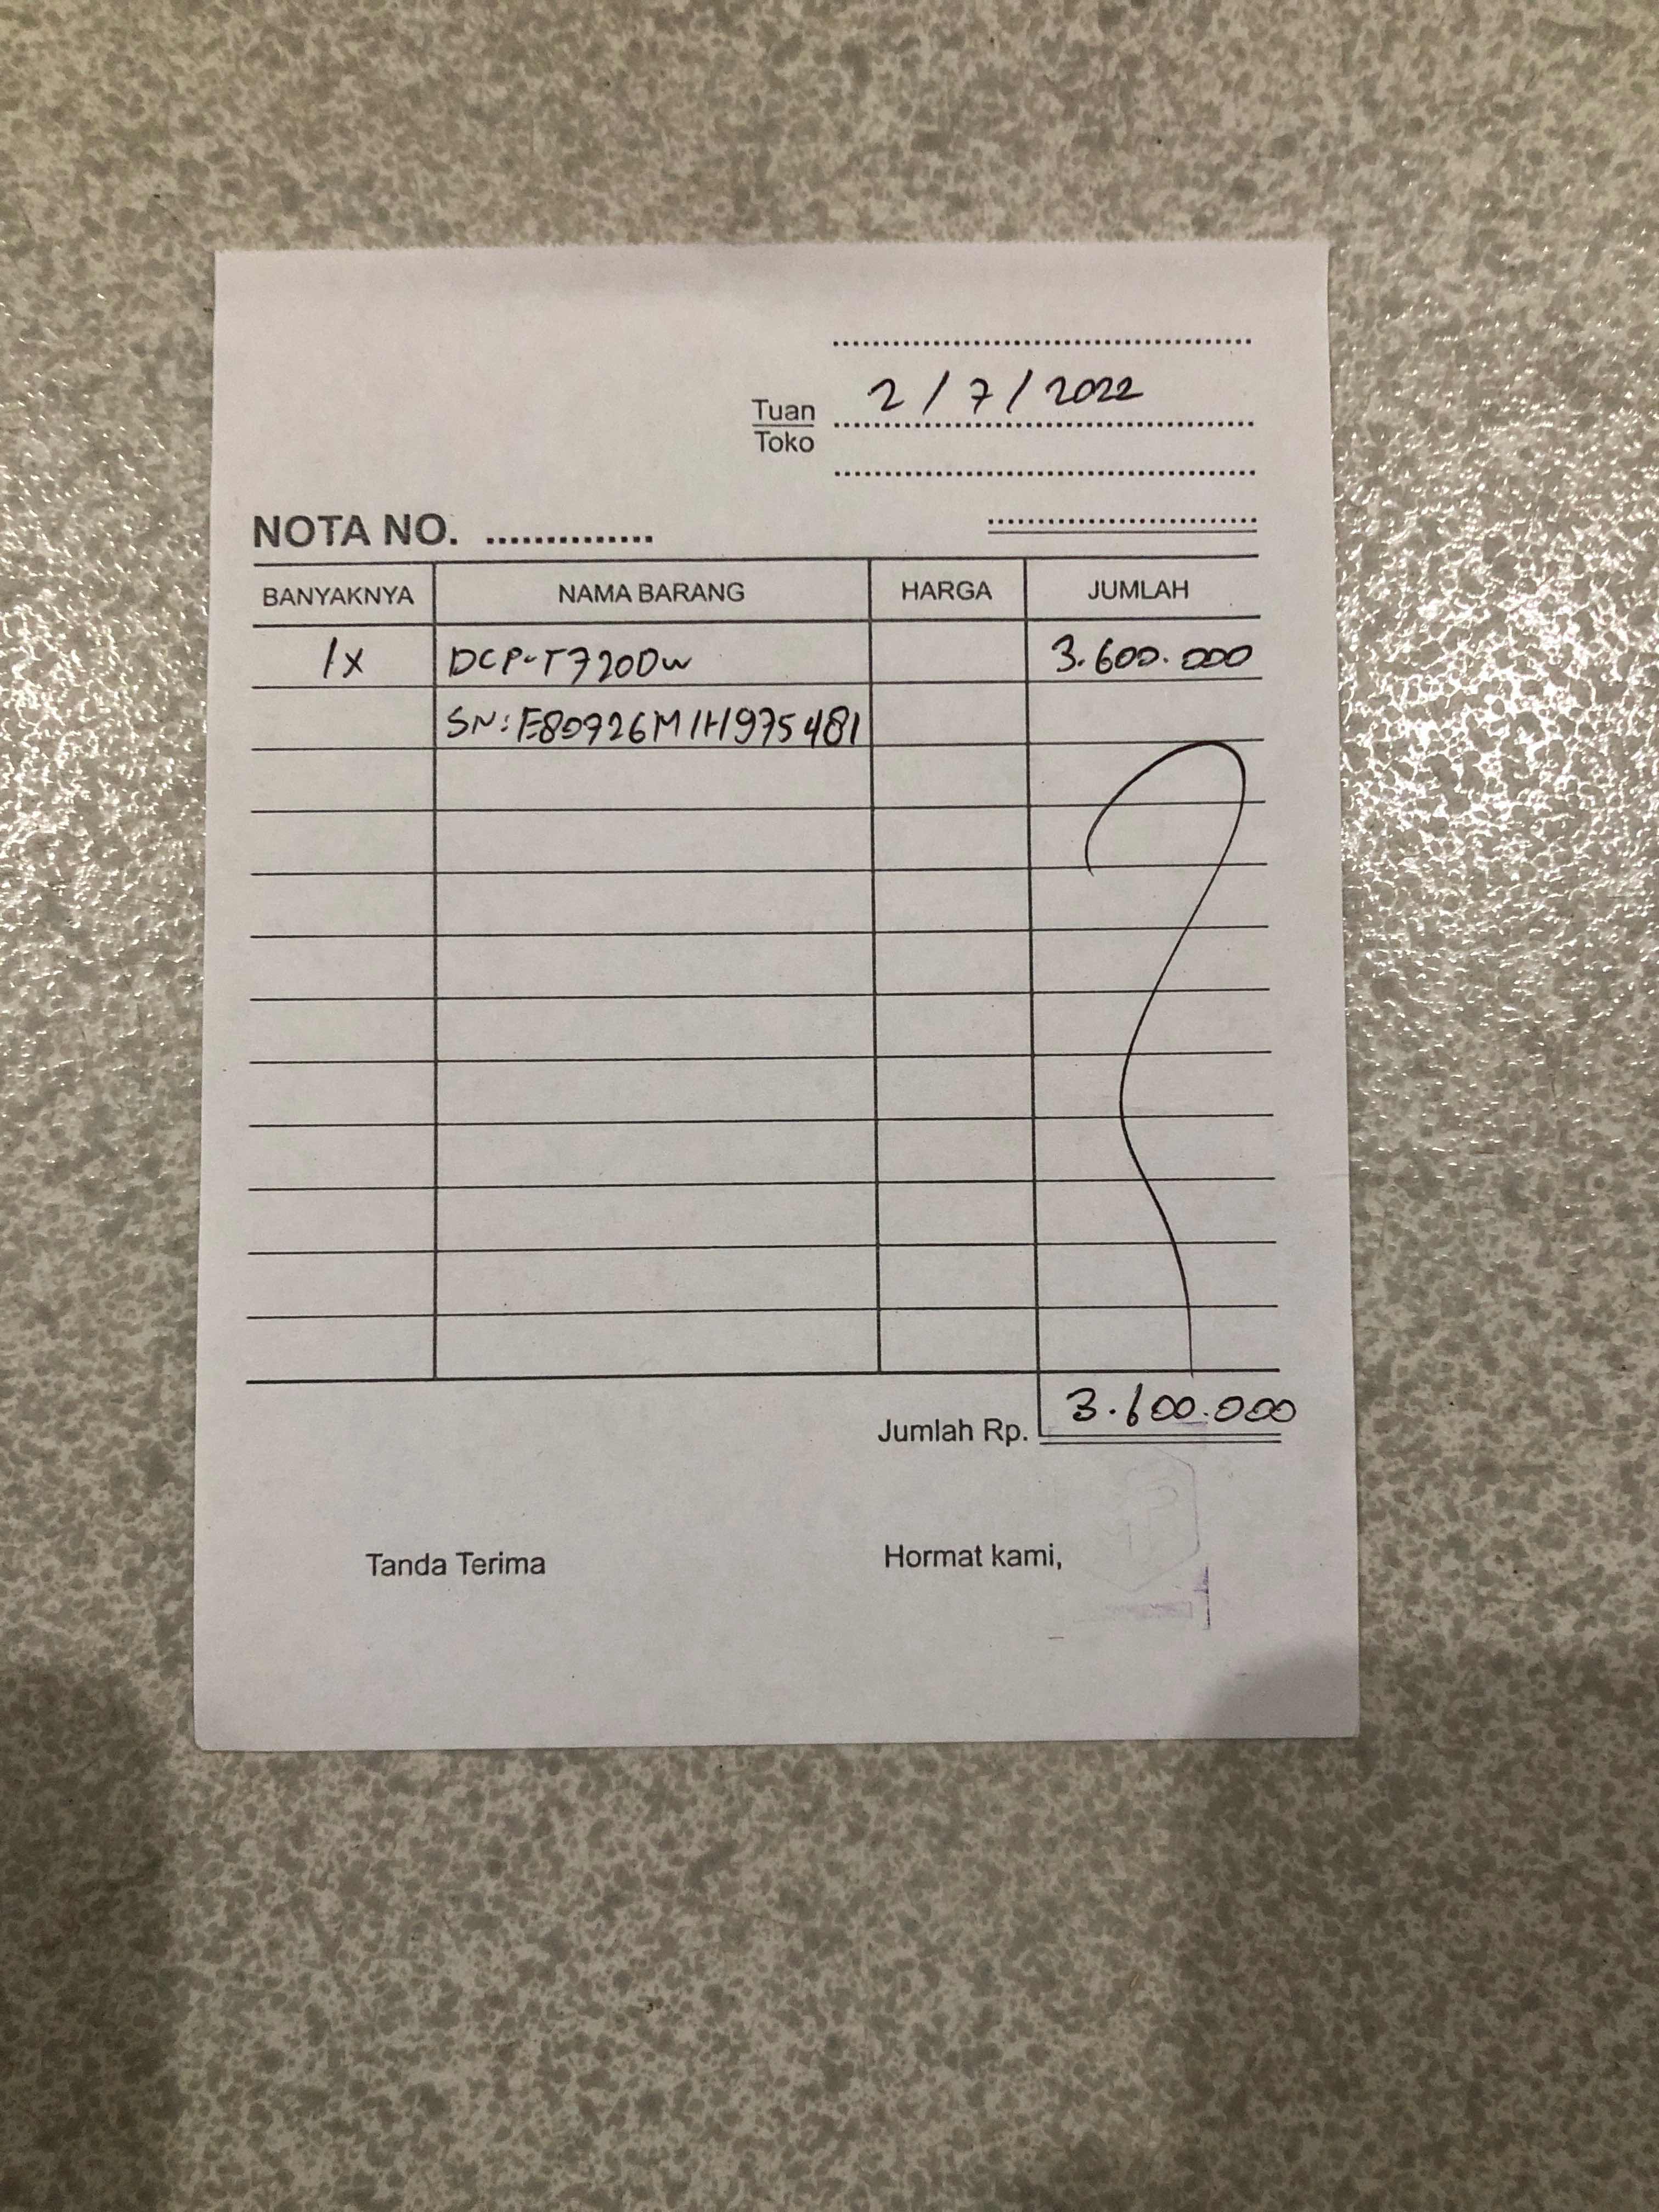 2/7/2022
Tuan
Toko
NOTA NO. ..............
BANYAKNYA NAMA BARANG HARGA JUMLAH
1x DCP-T720DW 3.600.000
SN: E80726M1H975481
Jumlah Rp. 3.600.000
Tanda Terima Hormat kami,